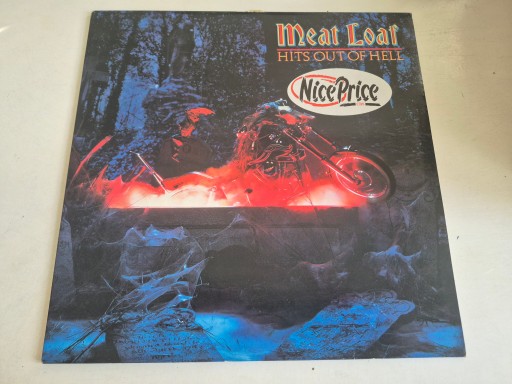 Meat Loaf
HITS OUT OF HELL
Nice Price